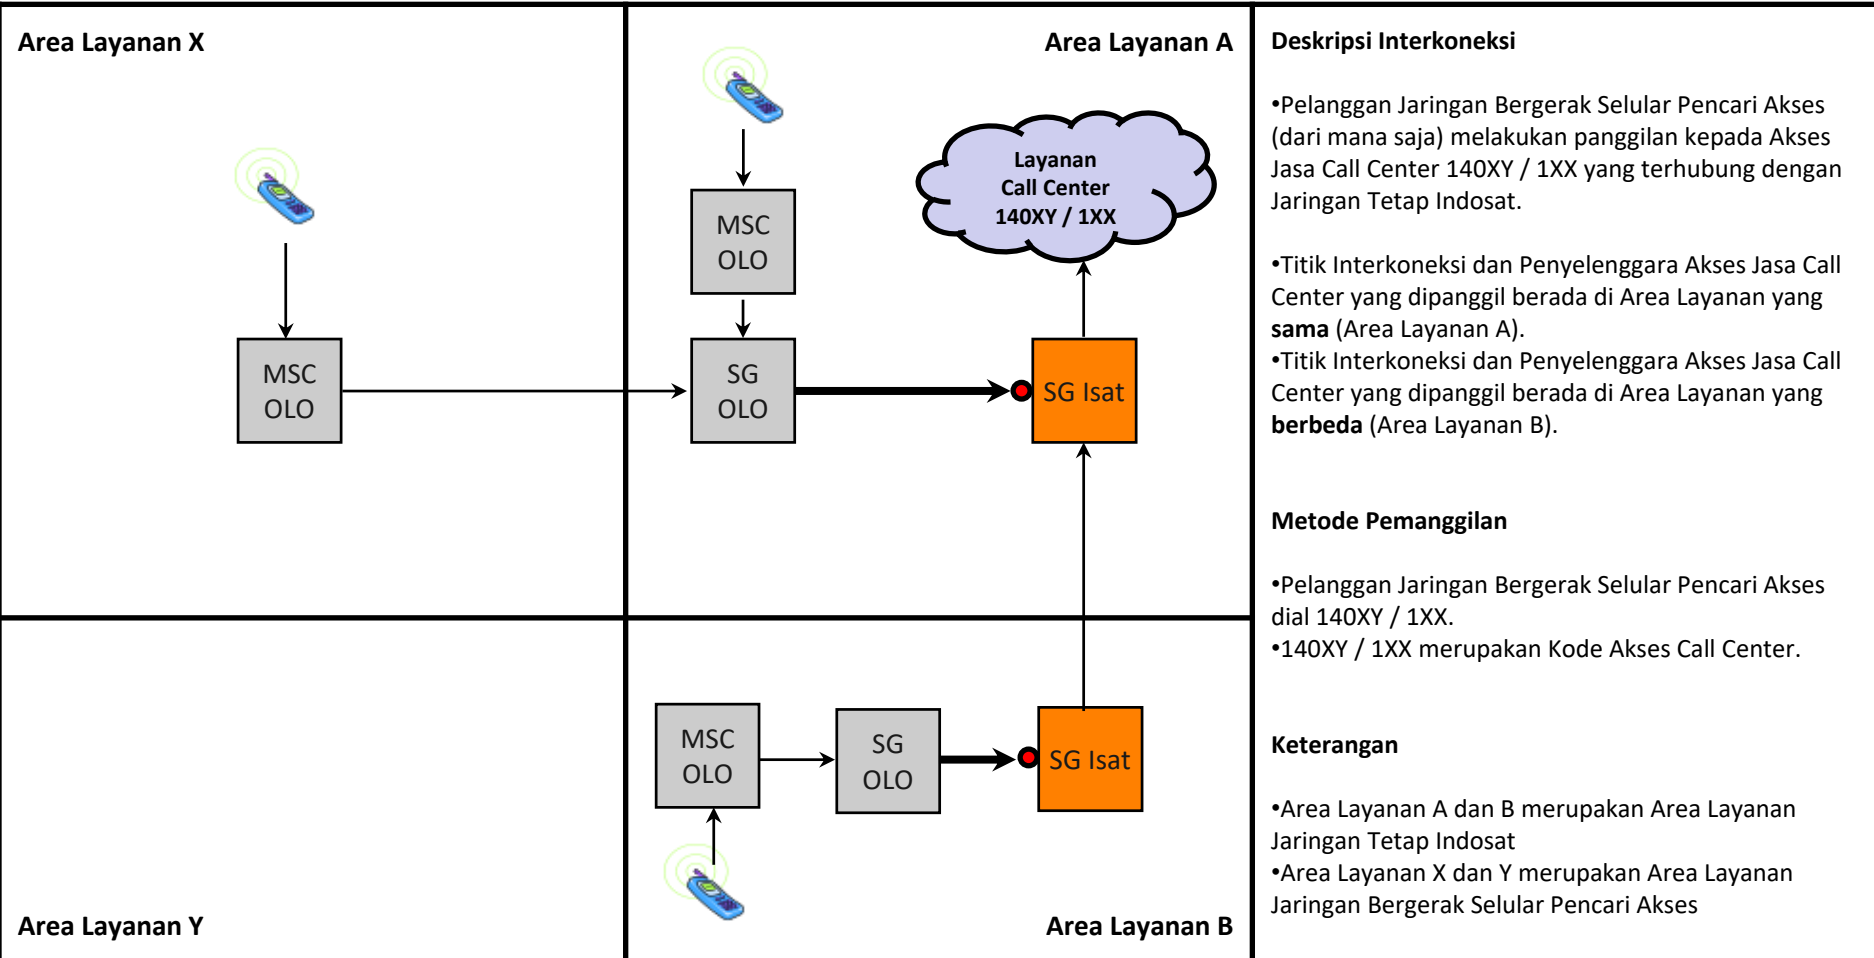 Area Layanan X
Area Layanan A
Layanan
Call Center
140XY / 1XX
MSC
OLO
MSC
OLO
SG
OLO
SG Isat
MSC
OLO
SG
OLO
SG Isat
Area Layanan Y
Area Layanan B
Deskripsi Interkoneksi
•Pelanggan Jaringan Bergerak Selular Pencari Akses
(dari mana saja) melakukan panggilan kepada Akses
Jasa Call Center 140XY / 1XX yang terhubung dengan
Jaringan Tetap Indosat.
•Titik Interkoneksi dan Penyelenggara Akses Jasa Call
Center yang dipanggil berada di Area Layanan yang
sama (Area Layanan A).
•Titik Interkoneksi dan Penyelenggara Akses Jasa Call
Center yang dipanggil berada di Area Layanan yang
berbeda (Area Layanan B).
Metode Pemanggilan
•Pelanggan Jaringan Bergerak Selular Pencari Akses
dial 140XY / 1XX.
•140XY / 1XX merupakan Kode Akses Call Center.
Keterangan
•Area Layanan A dan B merupakan Area Layanan
Jaringan Tetap Indosat
•Area Layanan X dan Y merupakan Area Layanan
Jaringan Bergerak Selular Pencari Akses